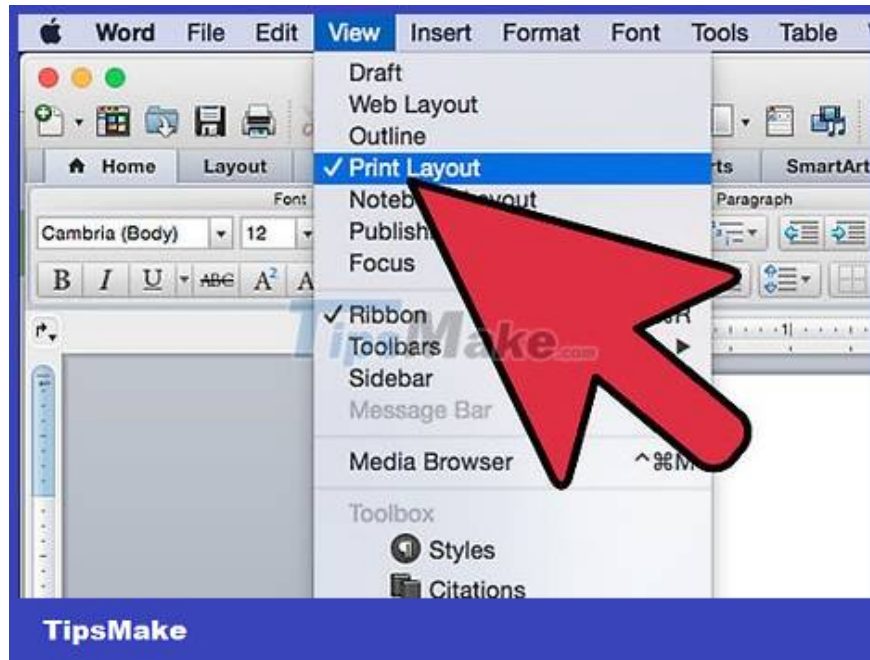 Word File Edit View Insert Format Font Tools Table
Draft
Web Layout
Outline
Home Layout ✓ Print Layout SmartArt
Font Paragraph
Cambria (Body) 12
B I U ABC A²
Focus
✓ Ribbon
Toolbars
Sidebar
Message Bar
Media Browser ^⌘M
Toolbox
Styles
Citations
TipsMake.com
TipsMake